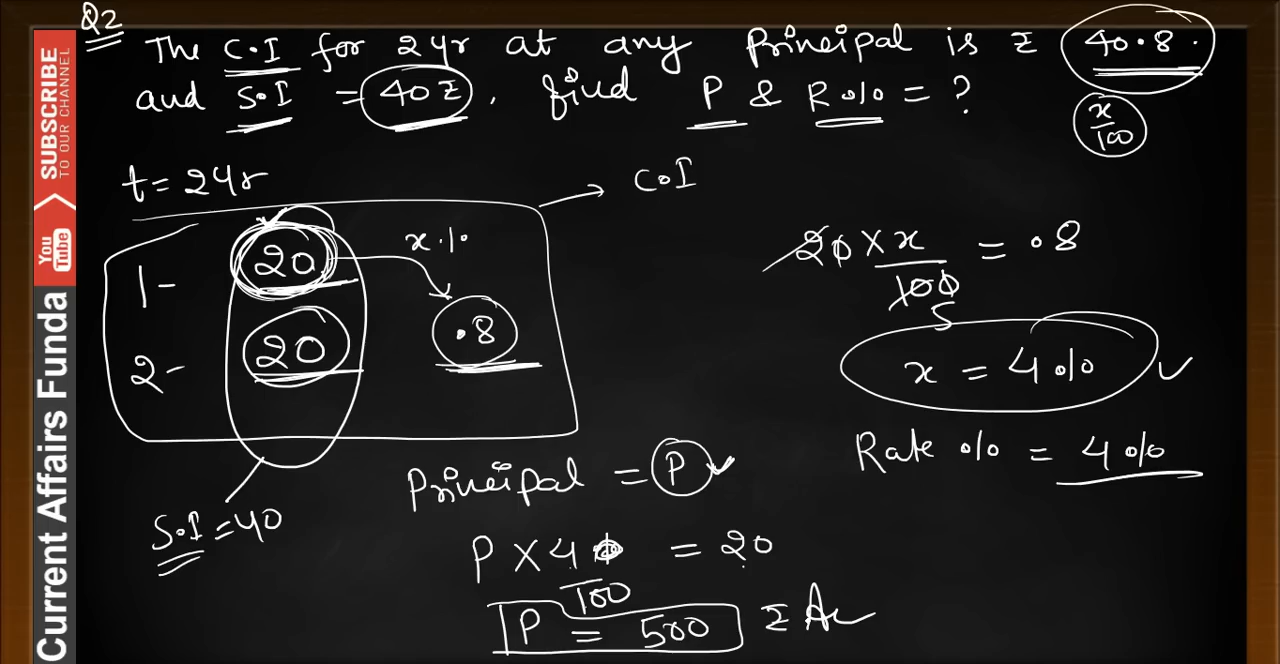 Q2
The C.I for 2yr at any Principal is ₹ 40.8.
and S.I = 40₹, find P & R% = ?
x/100
t = 2yr
C.I
1- 20 x% .8
2- 20
20 × x/100 = .8
5
x = 4%
Rate % = 4%
Principal = P
S.I = 40
P × 4/100 = 20
P = 500 ₹
SUBSCRIBE
TO OUR CHANNEL
YouTube
Current Affairs Funda